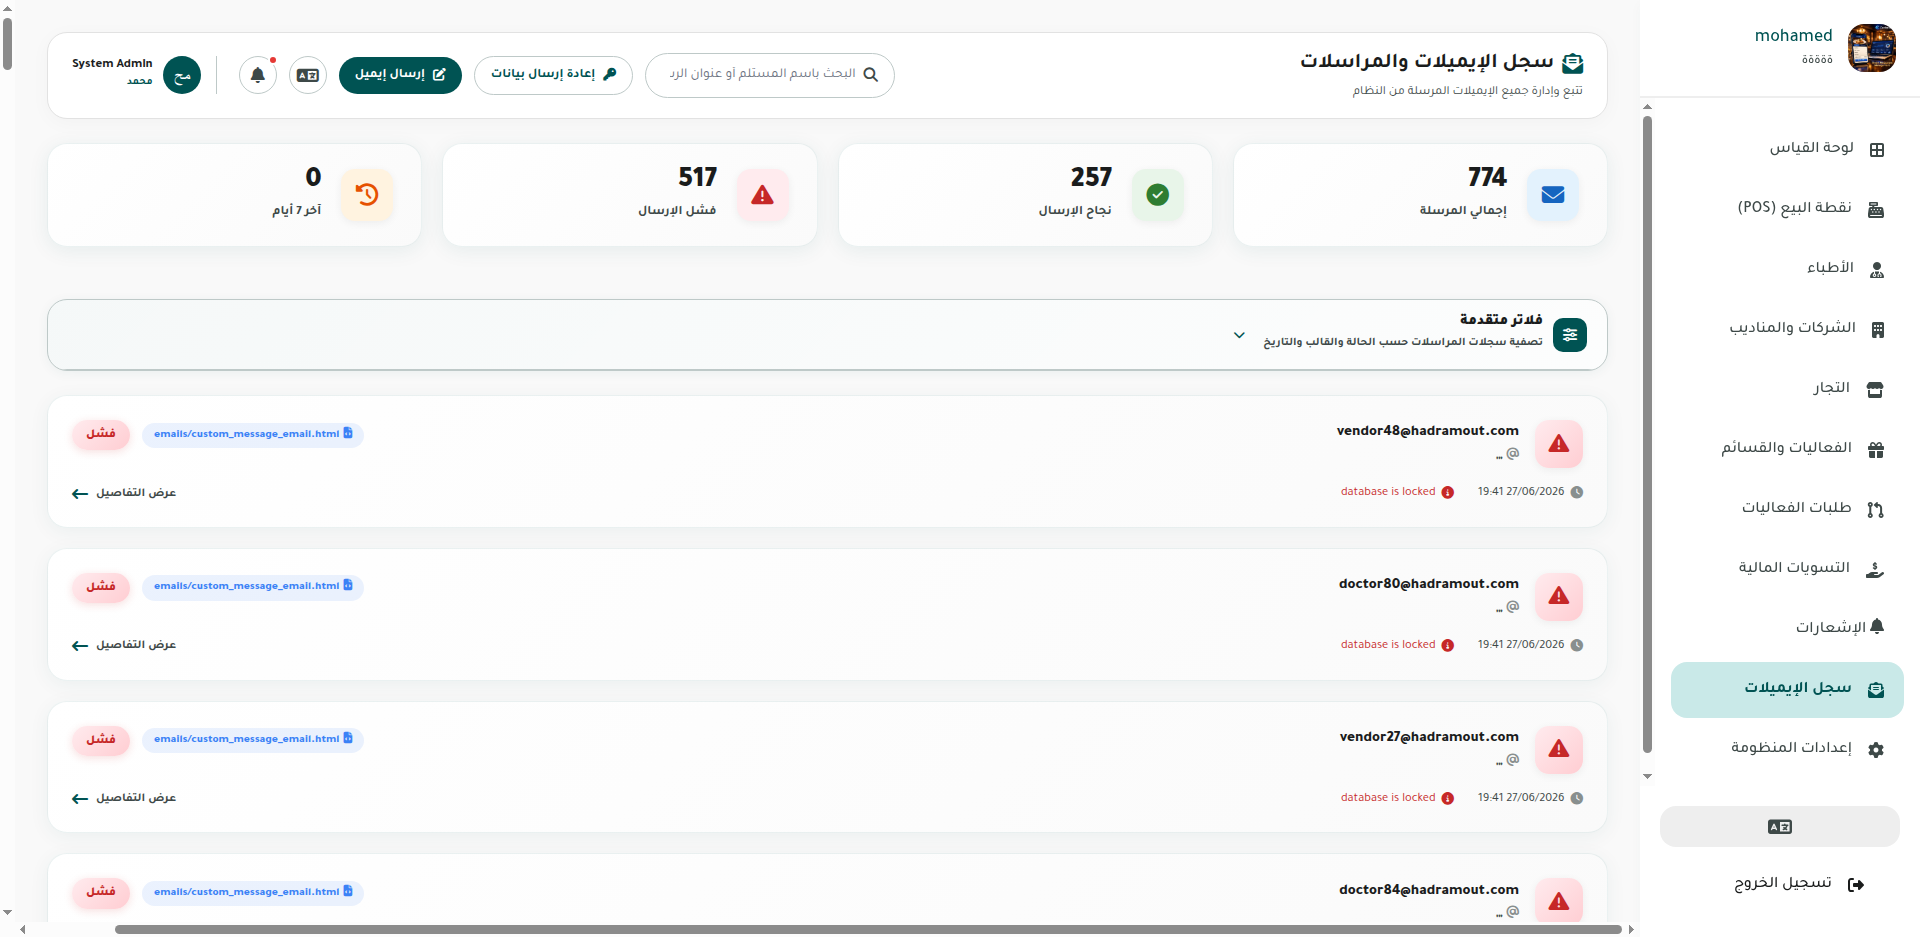 mohamed
ةةةةة
لوحة القياس
نقطة البيع (POS)
الأطباء
الشركات والمناديب
التجار
الفعاليات والقسائم
طلبات الفعاليات
التسويات المالية
الإشعارات
سجل الإيميلات
إعدادات المنظومة
تسجيل الخروج
سجل الإيميلات والمراسلات
تتبع وإدارة جميع الإيميلات المرسلة من النظام
البحث باسم المستلم أو عنوان الر
إعادة إرسال بيانات
إرسال إيميل
مح
System Admin
محمد
774
إجمالي المرسلة
257
نجاح الإرسال
517
فشل الإرسال
0
آخر 7 أيام
فلاتر متقدمة
تصفية سجلات المراسلات حسب الحالة والقالب والتاريخ
vendor48@hadramout.com
@ ...
emails/custom_message_email.html
فشل
19:41 27/06/2026
database is locked
عرض التفاصيل
doctor80@hadramout.com
@ ...
emails/custom_message_email.html
فشل
19:41 27/06/2026
database is locked
عرض التفاصيل
vendor27@hadramout.com
@ ...
emails/custom_message_email.html
فشل
19:41 27/06/2026
database is locked
عرض التفاصيل
doctor84@hadramout.com
@ ...
emails/custom_message_email.html
فشل